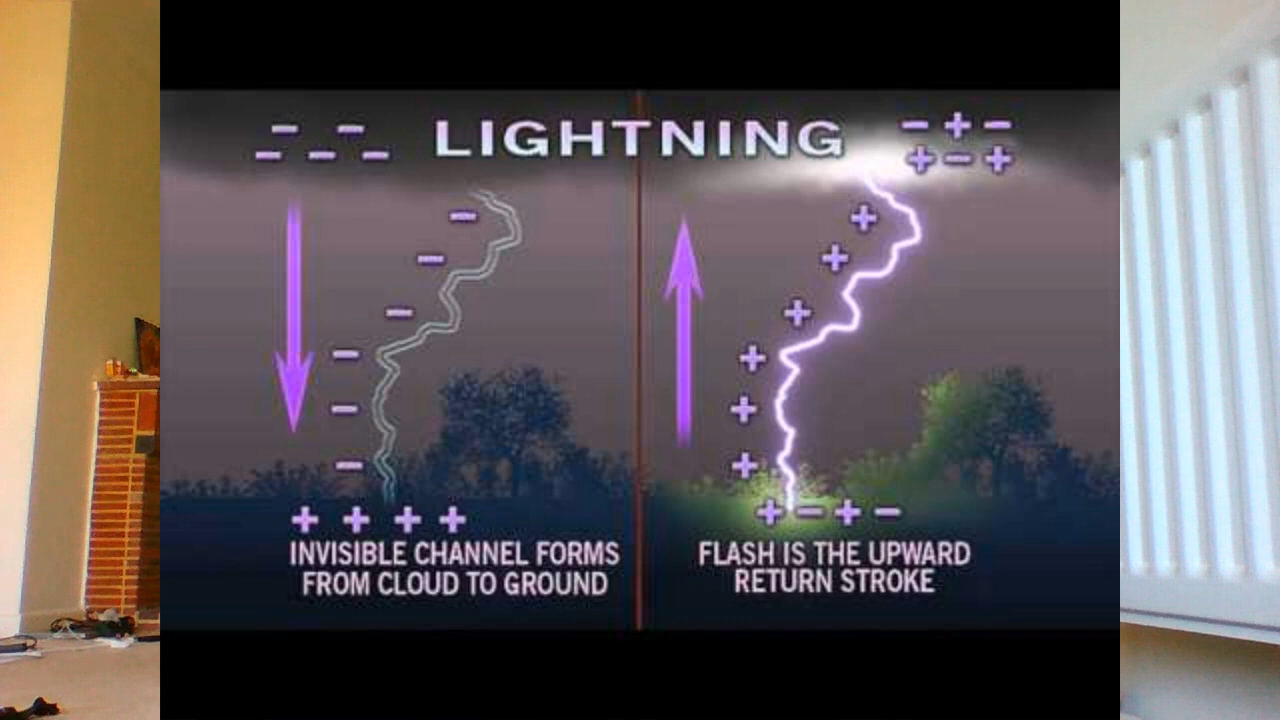 LIGHTNING
INVISIBLE CHANNEL FORMS
FROM CLOUD TO GROUND
FLASH IS THE UPWARD
RETURN STROKE